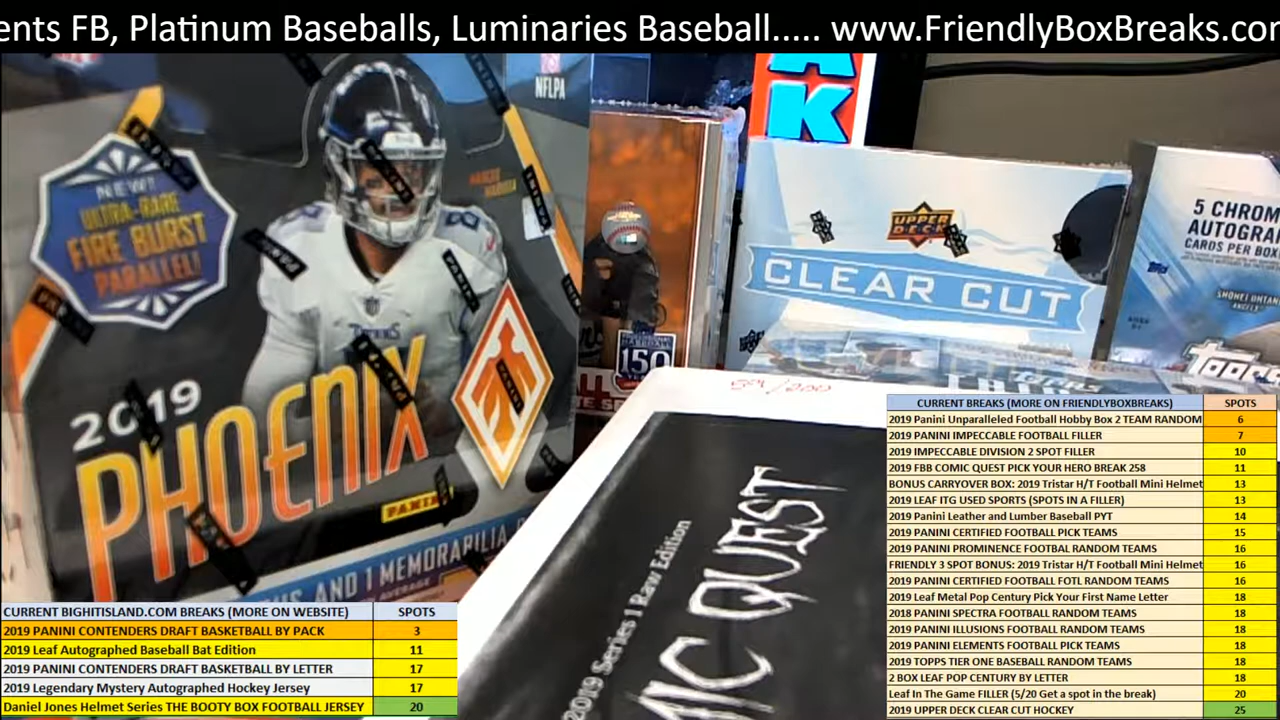 ents FB, Platinum Baseballs, Luminaries Baseball..... www.FriendlyBoxBreaks.com
NFLPA
NEW!
ULTRA-RARE
FIRE BURST
PARALLEL!
MARCUS
MARIOTA
PANINI
TITANS
2019
PHOENIX
PANINI
AND 1 MEMORABILIA
150
AK
UPPER
DECK
CLEAR CUT
5 CHROM
AUTOGRA
CARDS PER BOX
Topps
SHOHEI OHTANI
ANGELS
Topps
2019 Series 1 Raw Edition
MIC QUEST
CURRENT BIGHITISLAND.COM BREAKS (MORE ON WEBSITE) SPOTS
2019 PANINI CONTENDERS DRAFT BASKETBALL BY PACK 3
2019 Leaf Autographed Baseball Bat Edition 11
2019 PANINI CONTENDERS DRAFT BASKETBALL BY LETTER 17
2019 Legendary Mystery Autographed Hockey Jersey 17
Daniel Jones Helmet Series THE BOOTY BOX FOOTBALL JERSEY 20
CURRENT BREAKS (MORE ON FRIENDLYBOXBREAKS) SPOTS
2019 Panini Unparalleled Football Hobby Box 2 TEAM RANDOM 6
2019 PANINI IMPECCABLE FOOTBALL FILLER 7
2019 IMPECCABLE DIVISION 2 SPOT FILLER 10
2019 FBB COMIC QUEST PICK YOUR HERO BREAK 258 11
BONUS CARRYOVER BOX: 2019 Tristar H/T Football Mini Helmet 13
2019 LEAF ITG USED SPORTS (SPOTS IN A FILLER) 13
2019 Panini Leather and Lumber Baseball PYT 14
2019 PANINI CERTIFIED FOOTBALL PICK TEAMS 15
2019 PANINI PROMINENCE FOOTBAL RANDOM TEAMS 16
FRIENDLY 3 SPOT BONUS: 2019 Tristar H/T Football Mini Helmet 16
2019 PANINI CERTIFIED FOOTBALL FOTL RANDOM TEAMS 16
2019 Leaf Metal Pop Century Pick Your First Name Letter 18
2018 PANINI SPECTRA FOOTBALL RANDOM TEAMS 18
2019 PANINI ILLUSIONS FOOTBALL RANDOM TEAMS 18
2019 PANINI ELEMENTS FOOTBALL PICK TEAMS 18
2019 TOPPS TIER ONE BASEBALL RANDOM TEAMS 18
2 BOX LEAF POP CENTURY BY LETTER 18
Leaf In The Game FILLER (5/20 Get a spot in the break) 20
2019 UPPER DECK CLEAR CUT HOCKEY 25